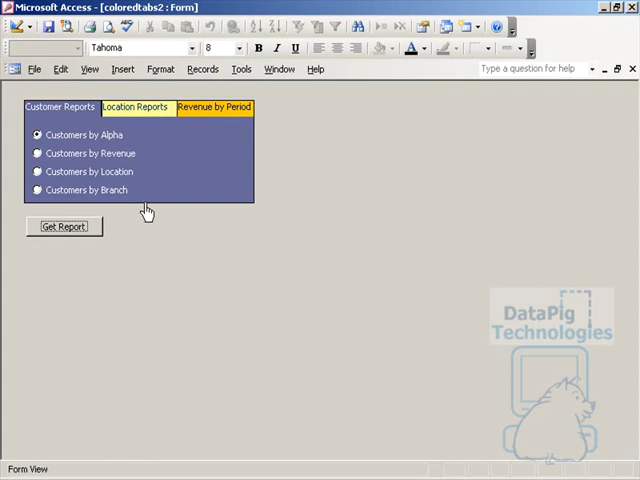 Microsoft Access - [coloredtabs2 : Form]
Tahoma 8 B I U
File Edit View Insert Format Records Tools Window Help Type a question for help
Customer Reports Location Reports Revenue by Period
Customers by Alpha
Customers by Revenue
Customers by Location
Customers by Branch
Get Report
DataPig
Technologies
Form View